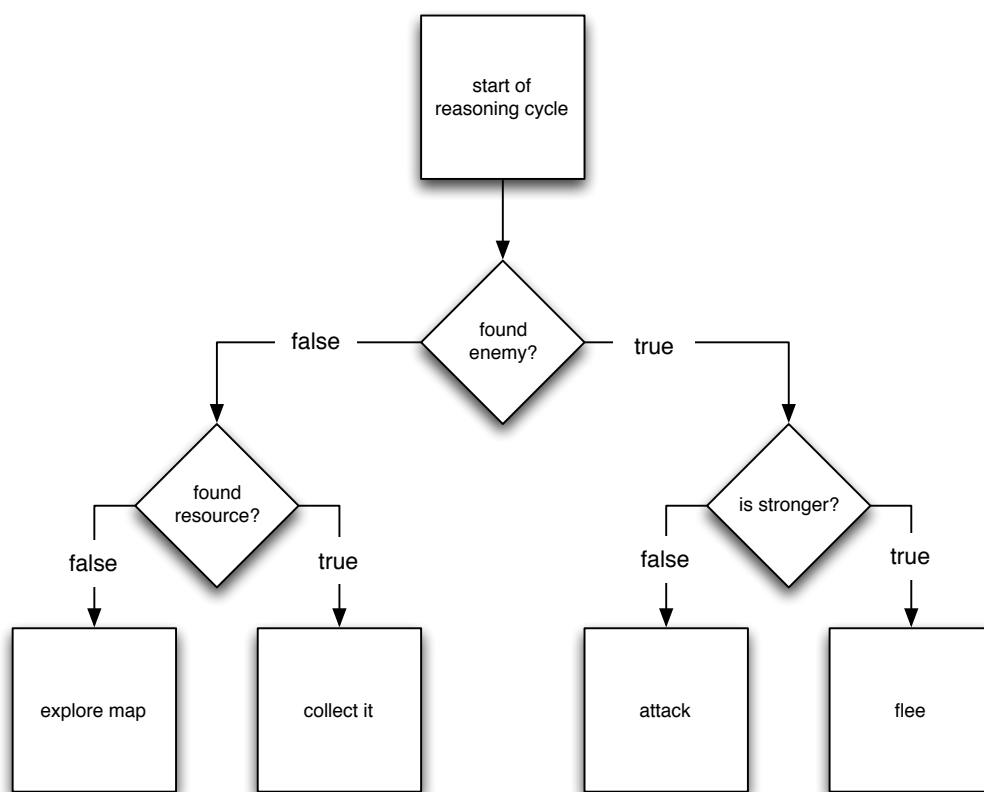 start of
reasoning cycle
found
enemy?
false
true
found
resource?
is stronger?
false
true
false
true
explore map
collect it
attack
flee